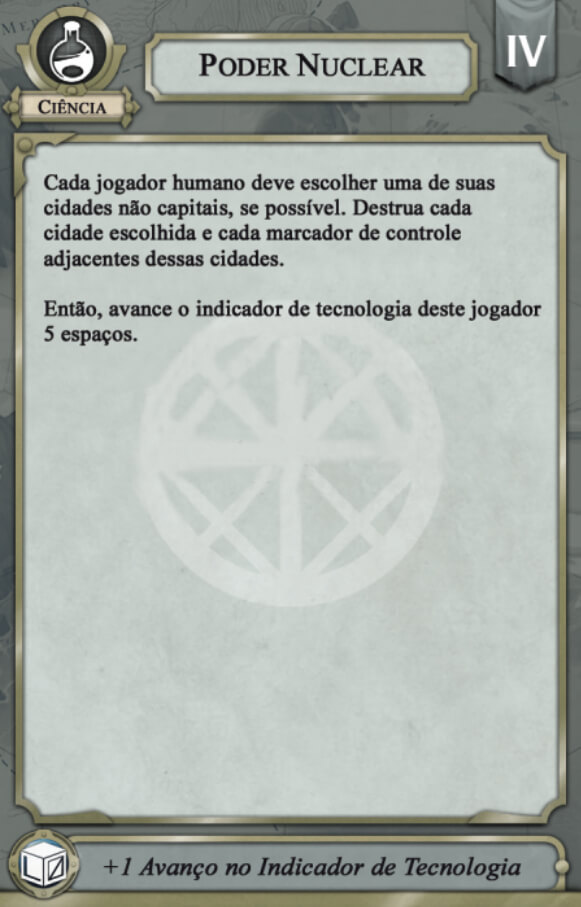 PODER NUCLEAR
IV
CIÊNCIA
Cada jogador humano deve escolher uma de suas
cidades não capitais, se possível. Destrua cada
cidade escolhida e cada marcador de controle
adjacentes dessas cidades.
Então, avance o indicador de tecnologia deste jogador
5 espaços.
+1 Avanço no Indicador de Tecnologia